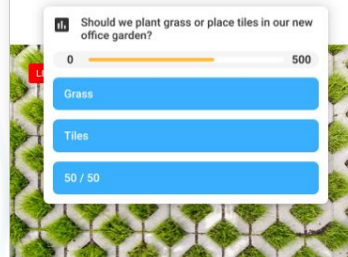 Should we plant grass or place tiles in our new
office garden?
0 500
Grass
Tiles
50 / 50